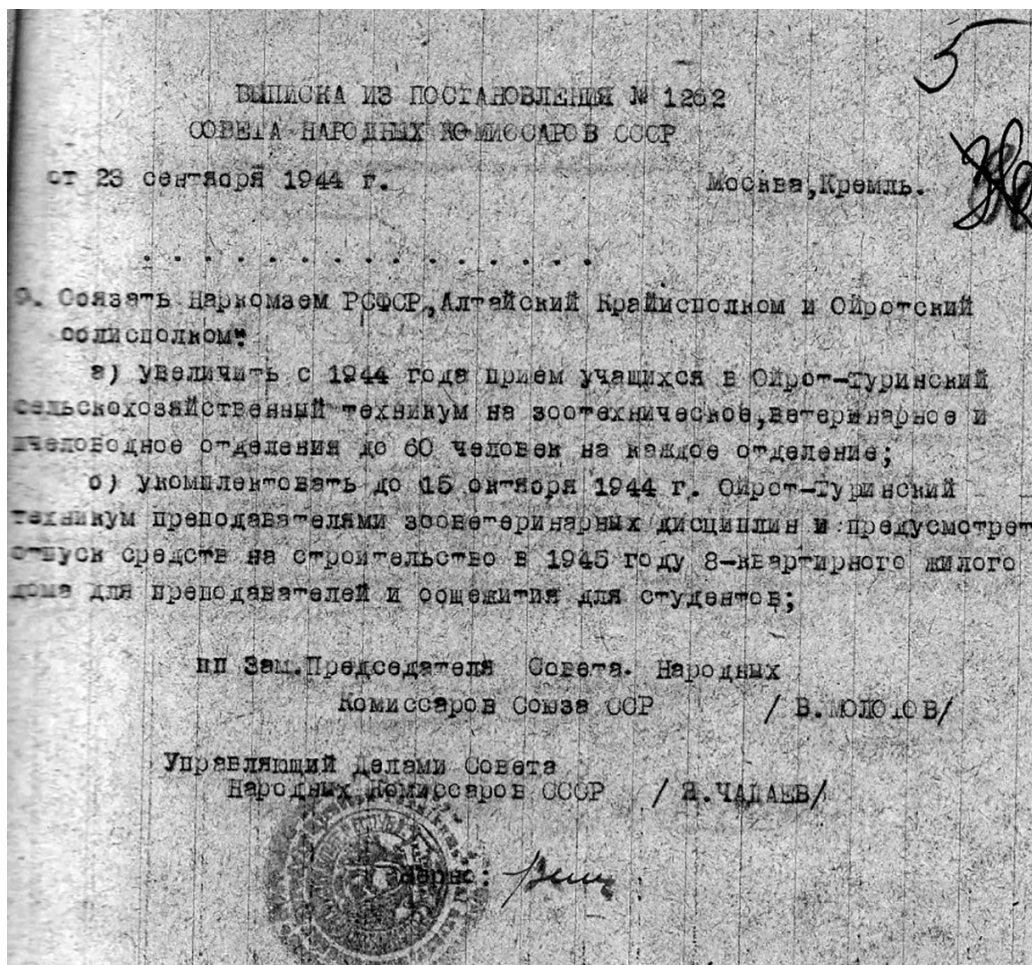 5
ВЫПИСКА ИЗ ПОСТАНОВЛЕНИЯ № 1262
СОВЕТА НАРОДНЫХ КОМИССАРОВ СССР
от 23 сентября 1944 г. Москва,Кремль.
. . . . . . . . . . . . . . . .
9. Обязать Наркомзем РСФСР,Алтайский Крайисполком и Ойротский
облисполком:
а) увеличить с 1944 года прием учащихся в Ойрот-туринский
сельскохозяйственный техникум на зоотехническое,ветеринарное и
пчеловодное отделения до 60 человек на каждое отделение;
б) укомплектовать до 15 октября 1944 г. Ойрот-Туринский
техникум преподавателями зооветеринарных дисциплин и предусмотрет
отпуск средств на строительство в 1945 году 8-квартирного жилого
дома для преподавателей и общежития для студентов;
пп Зам.Председателя Совета. Народных
Комиссаров Союза ССР / В.МОЛОТОВ/
Управляющий Делами Совета
Народных Комиссаров СССР / Я.ЧАДАЕВ/
Верно: